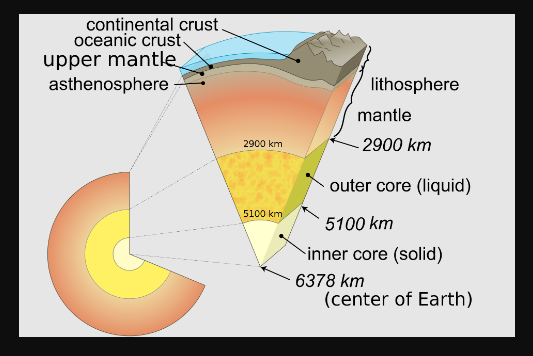 continental crust
oceanic crust
upper mantle
asthenosphere
lithosphere
mantle
2900 km
2900 km
outer core (liquid)
5100 km
5100 km
inner core (solid)
6378 km
(center of Earth)